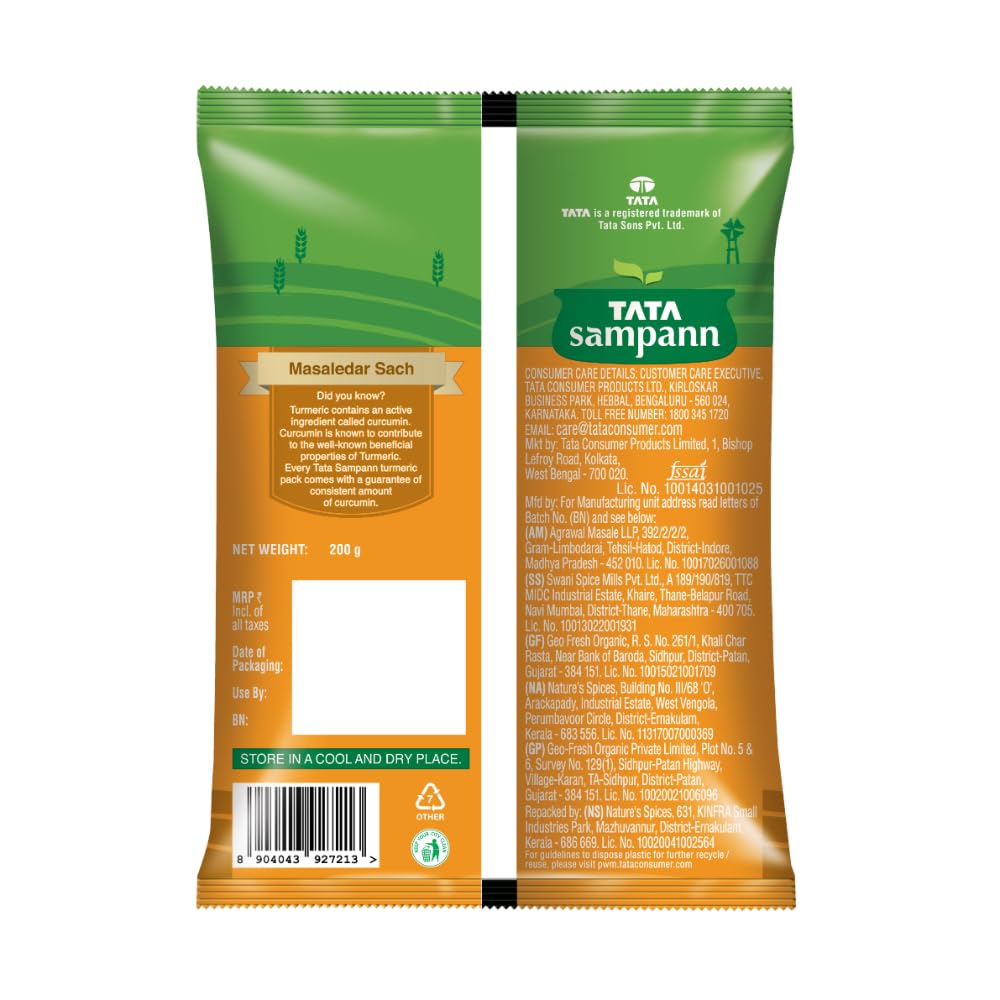 Masaledar Sach
Did you know?
Turmeric contains an active
ingredient called curcumin.
Curcumin is known to contribute
to the well-known beneficial
properties of Turmeric.
Every Tata Sampann turmeric
pack comes with a guarantee of
consistent amount
of curcumin.
NET WEIGHT: 200 g
MRP ₹
Incl. of
all taxes
Date of
Packaging:
Use By:
BN:
STORE IN A COOL AND DRY PLACE.
8 904043 927213 >
7
OTHER
KEEP YOUR CITY CLEAN
TATA
TATA is a registered trademark of
Tata Sons Pvt. Ltd.
TATA
sampann
CONSUMER CARE DETAILS: CUSTOMER CARE EXECUTIVE,
TATA CONSUMER PRODUCTS LTD., KIRLOSKAR
BUSINESS PARK, HEBBAL, BENGALURU - 560 024,
KARNATAKA. TOLL FREE NUMBER: 1800 345 1720
EMAIL: care@tataconsumer.com
Mkt by: Tata Consumer Products Limited, 1, Bishop
Lefroy Road, Kolkata,
West Bengal - 700 020. fssai
Lic. No. 10014031001025
Mfd by: For Manufacturing unit address read letters of
Batch No. (BN) and see below:
(AM) Agrawal Masale LLP, 392/2/2/2,
Gram-Limbodarai, Tehsil-Hatod, District-Indore,
Madhya Pradesh - 452 010. Lic. No. 10017026001088
(SS) Swani Spice Mills Pvt. Ltd., A 189/190/819, TTC
MIDC Industrial Estate, Khaire, Thane-Belapur Road,
Navi Mumbai, District-Thane, Maharashtra - 400 705.
Lic. No. 10013022001931
(GF) Geo Fresh Organic, R. S. No. 261/1, Khali Char
Rasta, Near Bank of Baroda, Sidhpur, District-Patan,
Gujarat - 384 151. Lic. No. 10015021001709
(NA) Nature's Spices, Building No. III/68 'O',
Arackapady, Industrial Estate, West Vengola,
Perumbavoor Circle, District-Ernakulam,
Kerala - 683 556. Lic. No. 11317007000369
(GP) Geo-Fresh Organic Private Limited, Plot No. 5 &
6, Survey No. 129(1), Sidhpur-Patan Highway,
Village-Karan, TA-Sidhpur, District-Patan,
Gujarat - 384 151. Lic. No. 10020021006096
Repacked by: (NS) Nature's Spices, 631, KINFRA Small
Industries Park, Mazhuvannur, District-Ernakulam,
Kerala - 686 669. Lic. No. 10020041002564
For guidelines to dispose plastic for further recycle /
reuse, please visit pwm.tataconsumer.com